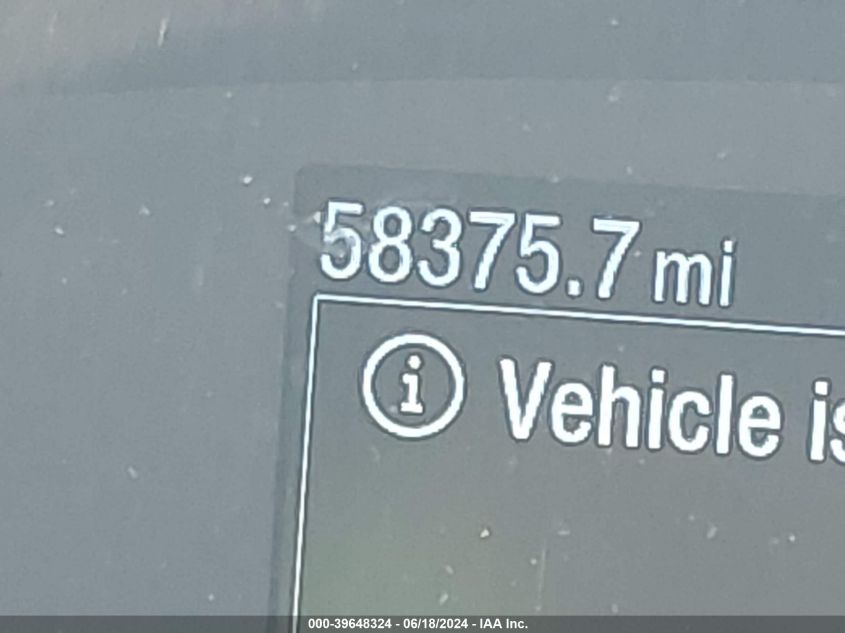 58375.7 mi
i Vehicle is
000-39648324 - 06/18/2024 - IAA Inc.